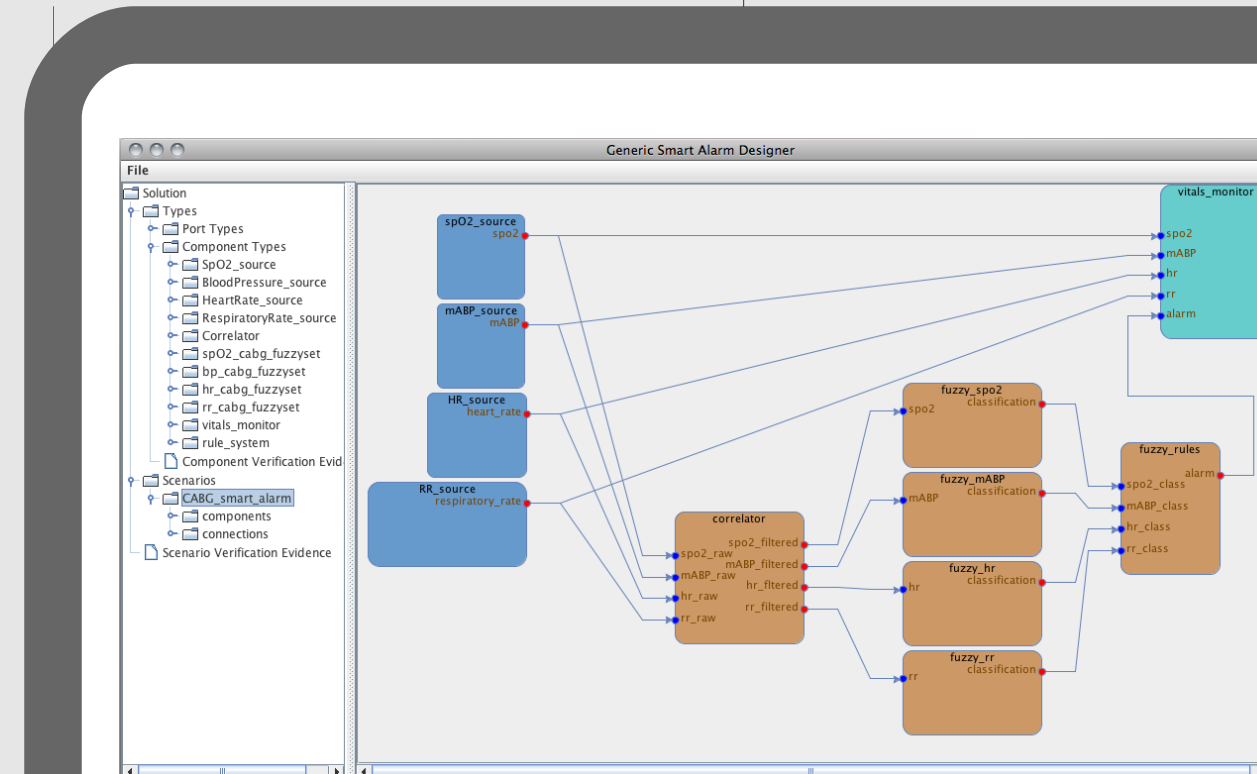 Generic Smart Alarm Designer
File
Solution
Types
Port Types
Component Types
SpO2_source
BloodPressure_source
HeartRate_source
RespiratoryRate_source
Correlator
spO2_cabg_fuzzyset
bp_cabg_fuzzyset
hr_cabg_fuzzyset
rr_cabg_fuzzyset
vitals_monitor
rule_system
Component Verification Evid
Scenarios
CABG_smart_alarm
components
connections
Scenario Verification Evidence
spO2_source
spo2
mABP_source
mABP
HR_source
heart_rate
RR_source
respiratory_rate
correlator
spo2_filtered
spo2_raw
mABP_filtered
mABP_raw
hr_fltered
hr_raw
rr_filtered
rr_raw
fuzzy_spo2
classification
spo2
fuzzy_mABP
classification
mABP
fuzzy_hr
classification
hr
fuzzy_rr
classification
rr
fuzzy_rules
alarm
spo2_class
mABP_class
hr_class
rr_class
vitals_monitor
spo2
mABP
hr
rr
alarm